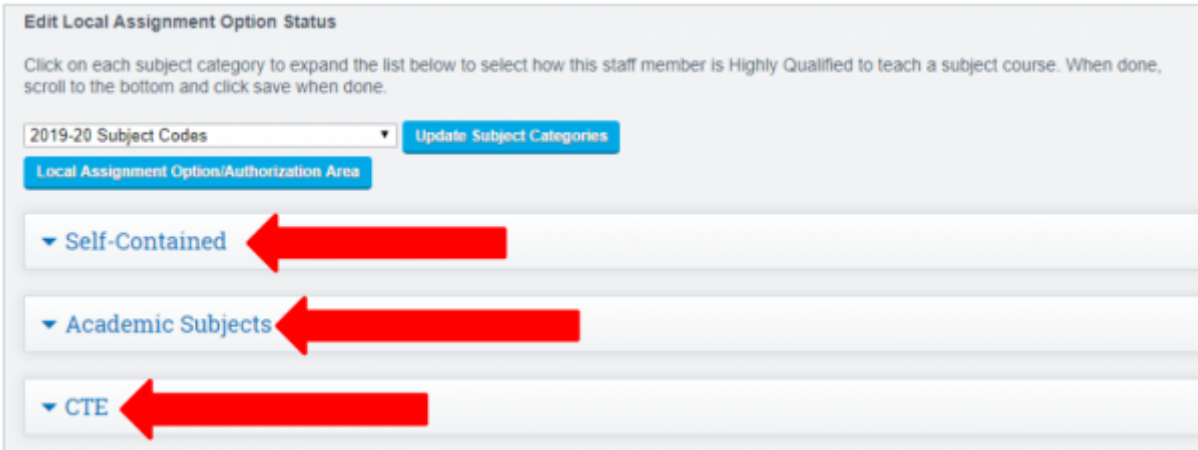 Edit Local Assignment Option Status
Click on each subject category to expand the list below to select how this staff member is Highly Qualified to teach a subject course. When done,
scroll to the bottom and click save when done.
2019-20 Subject Codes
Update Subject Categories
Local Assignment Option/Authorization Area
Self-Contained
Academic Subjects
CTE